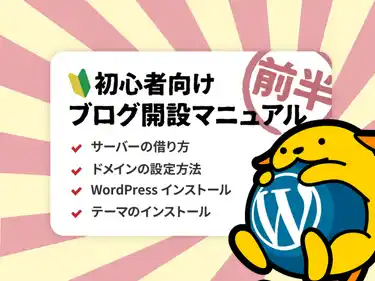 初心者向け
前半
ブログ開設マニュアル
サーバーの借り方
ドメインの設定方法
WordPress インストール
テーマのインストール